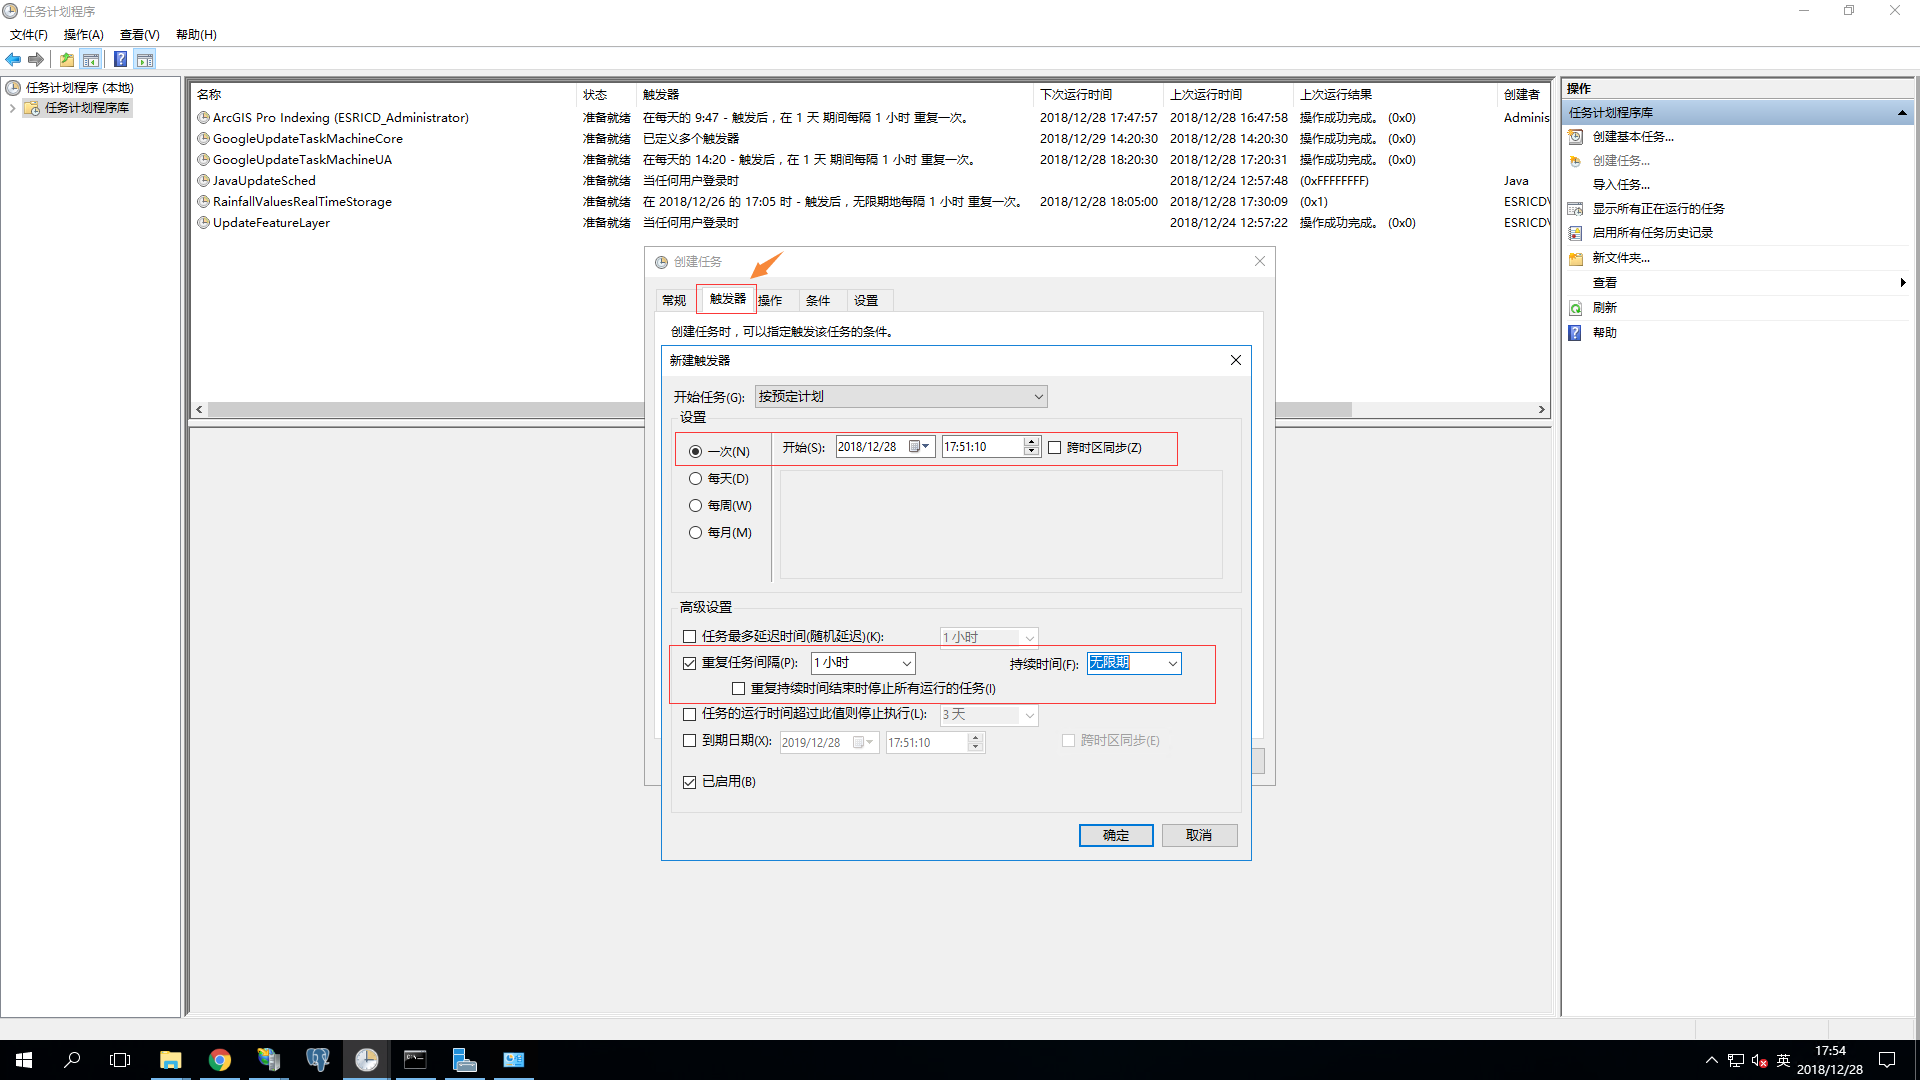 任务计划程序
文件(F) 操作(A) 查看(V) 帮助(H)
任务计划程序 (本地)
任务计划程序库
名称 状态 触发器 下次运行时间 上次运行时间 上次运行结果 创建者
ArcGIS Pro Indexing (ESRICD_Administrator) 准备就绪 在每天的 9:47 - 触发后，在 1 天 期间每隔 1 小时 重复一次。 2018/12/28 17:47:57 2018/12/28 16:47:58 操作成功完成。 (0x0) Adminis
GoogleUpdateTaskMachineCore 准备就绪 已定义多个触发器 2018/12/29 14:20:30 2018/12/28 14:20:30 操作成功完成。 (0x0)
GoogleUpdateTaskMachineUA 准备就绪 在每天的 14:20 - 触发后，在 1 天 期间每隔 1 小时 重复一次。 2018/12/28 18:20:30 2018/12/28 17:20:31 操作成功完成。 (0x0)
JavaUpdateSched 准备就绪 当任何用户登录时 2018/12/24 12:57:48 (0xFFFFFFFF) Java
RainfallValuesRealTimeStorage 准备就绪 在 2018/12/26 的 17:05 时 - 触发后，无限期地每隔 1 小时 重复一次。 2018/12/28 18:05:00 2018/12/28 17:30:09 (0x1) ESRICD\
UpdateFeatureLayer 准备就绪 当任何用户登录时 2018/12/24 12:57:22 操作成功完成。 (0x0) ESRICD\
创建任务
常规 触发器 操作 条件 设置
创建任务时，可以指定触发该任务的条件。
新建触发器
开始任务(G): 按预定计划
设置
一次(N) 开始(S): 2018/12/28 17:51:10 跨时区同步(Z)
每天(D)
每周(W)
每月(M)
高级设置
任务最多延迟时间(随机延迟)(K): 1 小时
重复任务间隔(P): 1 小时 持续时间(F): 无限期
重复持续时间结束时停止所有运行的任务(I)
任务的运行时间超过此值则停止执行(L): 3 天
到期日期(X): 2019/12/28 17:51:10 跨时区同步(E)
已启用(B)
确定 取消
操作
任务计划程序库
创建基本任务...
创建任务...
导入任务...
显示所有正在运行的任务
启用所有任务历史记录
新文件夹...
查看
刷新
帮助
英 17:54
2018/12/28